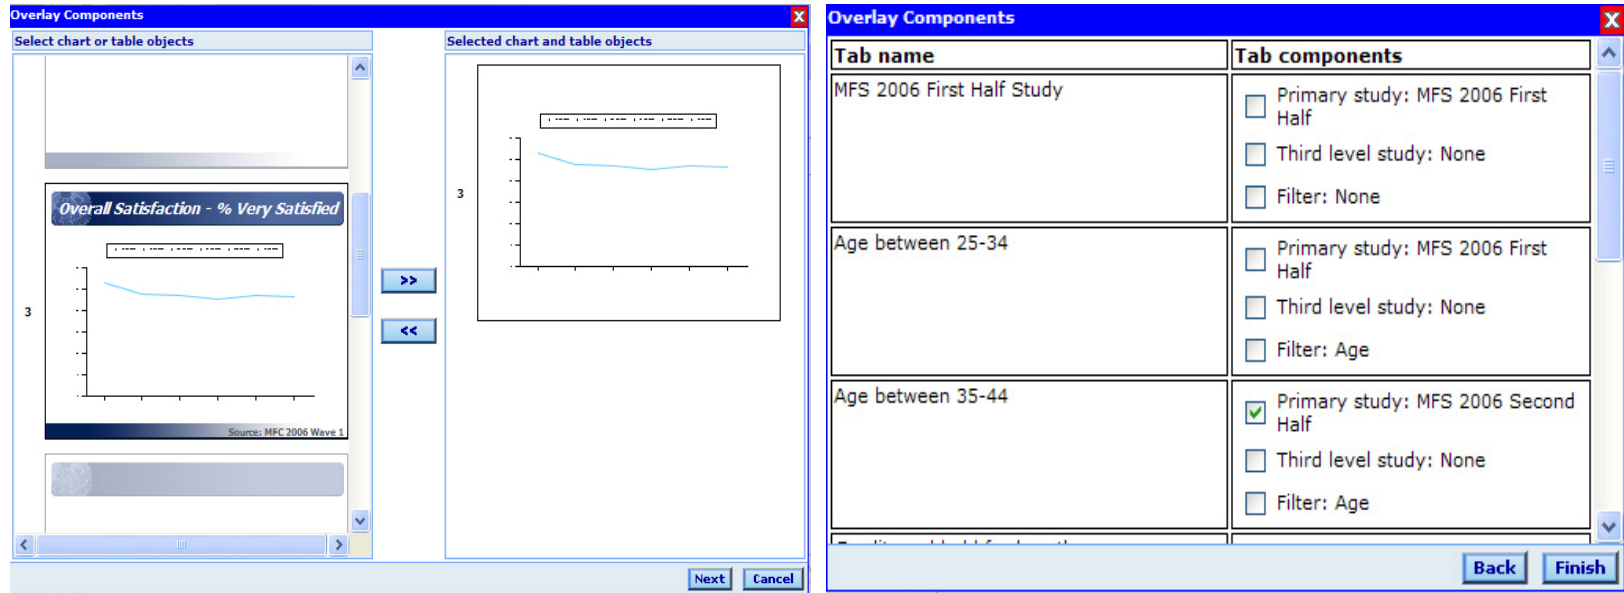 Overlay Components
Select chart or table objects
Selected chart and table objects
Overall Satisfaction - % Very Satisfied
3
Source: MFC 2006 Wave 1
>>
<<
3
Next
Cancel
Overlay Components
Tab name
Tab components
MFS 2006 First Half Study
Primary study: MFS 2006 First
Half
Third level study: None
Filter: None
Age between 25-34
Primary study: MFS 2006 First
Half
Third level study: None
Filter: Age
Age between 35-44
Primary study: MFS 2006 Second
Half
Third level study: None
Filter: Age
Back
Finish